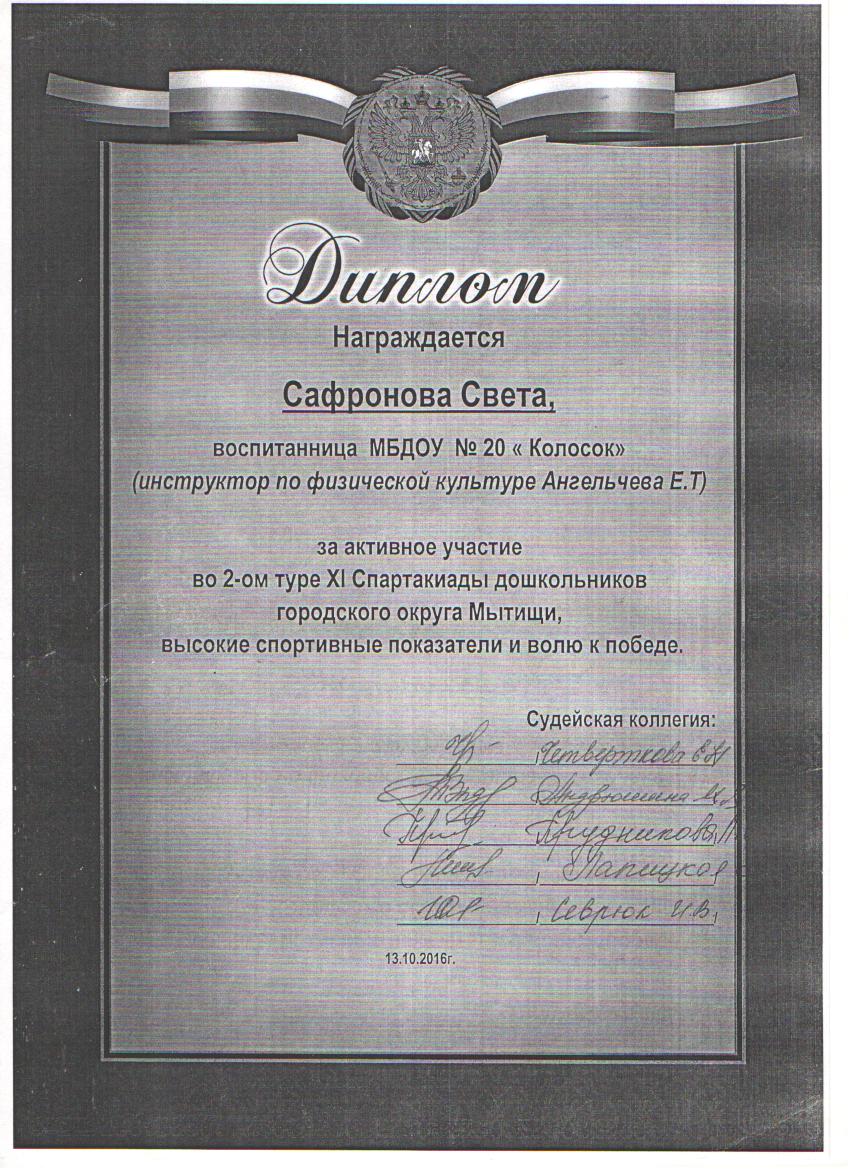 Диплом
Награждается
Сафронова Света,
воспитанница МБДОУ № 20 « Колосок»
(инструктор по физической культуре Ангельчева Е.Т)
за активное участие
во 2-ом туре XI Спартакиады дошкольников
городского округа Мытищи,
высокие спортивные показатели и волю к победе.
Судейская коллегия:
Прудникова
Лапицкая
Севрюк И.В.
13.10.2016г.